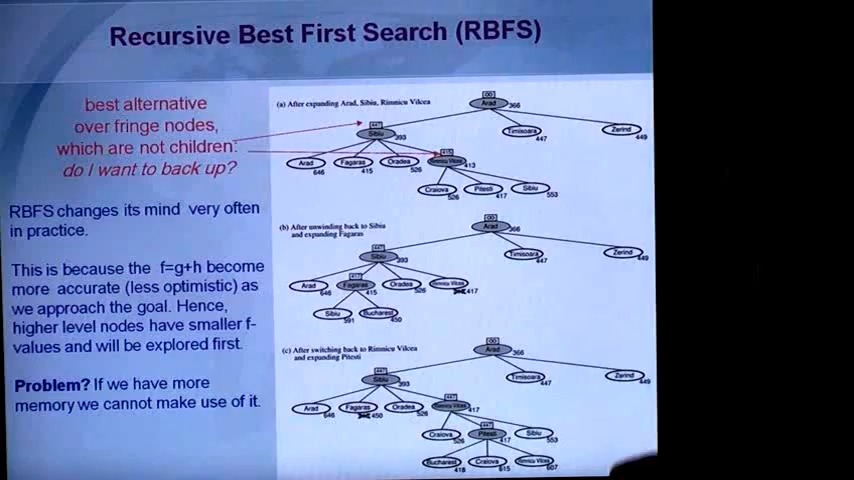 Recursive Best First Search (RBFS)
best alternative
over fringe nodes,
which are not children:
do I want to back up?
RBFS changes its mind very often
in practice.
This is because the f=g+h become
more accurate (less optimistic) as
we approach the goal. Hence,
higher level nodes have smaller f-
values and will be explored first.
Problem? If we have more
memory we cannot make use of it.
(a) After expanding Arad, Sibiu, Rimnicu Vilcea
Arad 366
447
Sibiu 393
Timisoara 447
Zerind 449
415
Arad 646
Fagaras 415
Oradea 526
Rimnicu Vilcea 413
Craiova 526
Pitesti 417
Sibiu 553
(b) After unwinding back to Sibiu
and expanding Fagaras
Arad 366
447
Sibiu 393
Timisoara 447
Zerind 449
417
Arad 646
Fagaras 415
Oradea 526
Rimnicu Vilcea 417
Sibiu 591
Bucharest 450
(c) After switching back to Rimnicu Vilcea
and expanding Pitesti
Arad 366
447
Sibiu 393
Timisoara 447
Zerind 449
447
Arad 646
Fagaras 450
Oradea 526
Rimnicu Vilcea 417
447
Craiova 526
Pitesti 417
Sibiu 553
Bucharest 418
Craiova 615
Rimnicu Vilcea 607